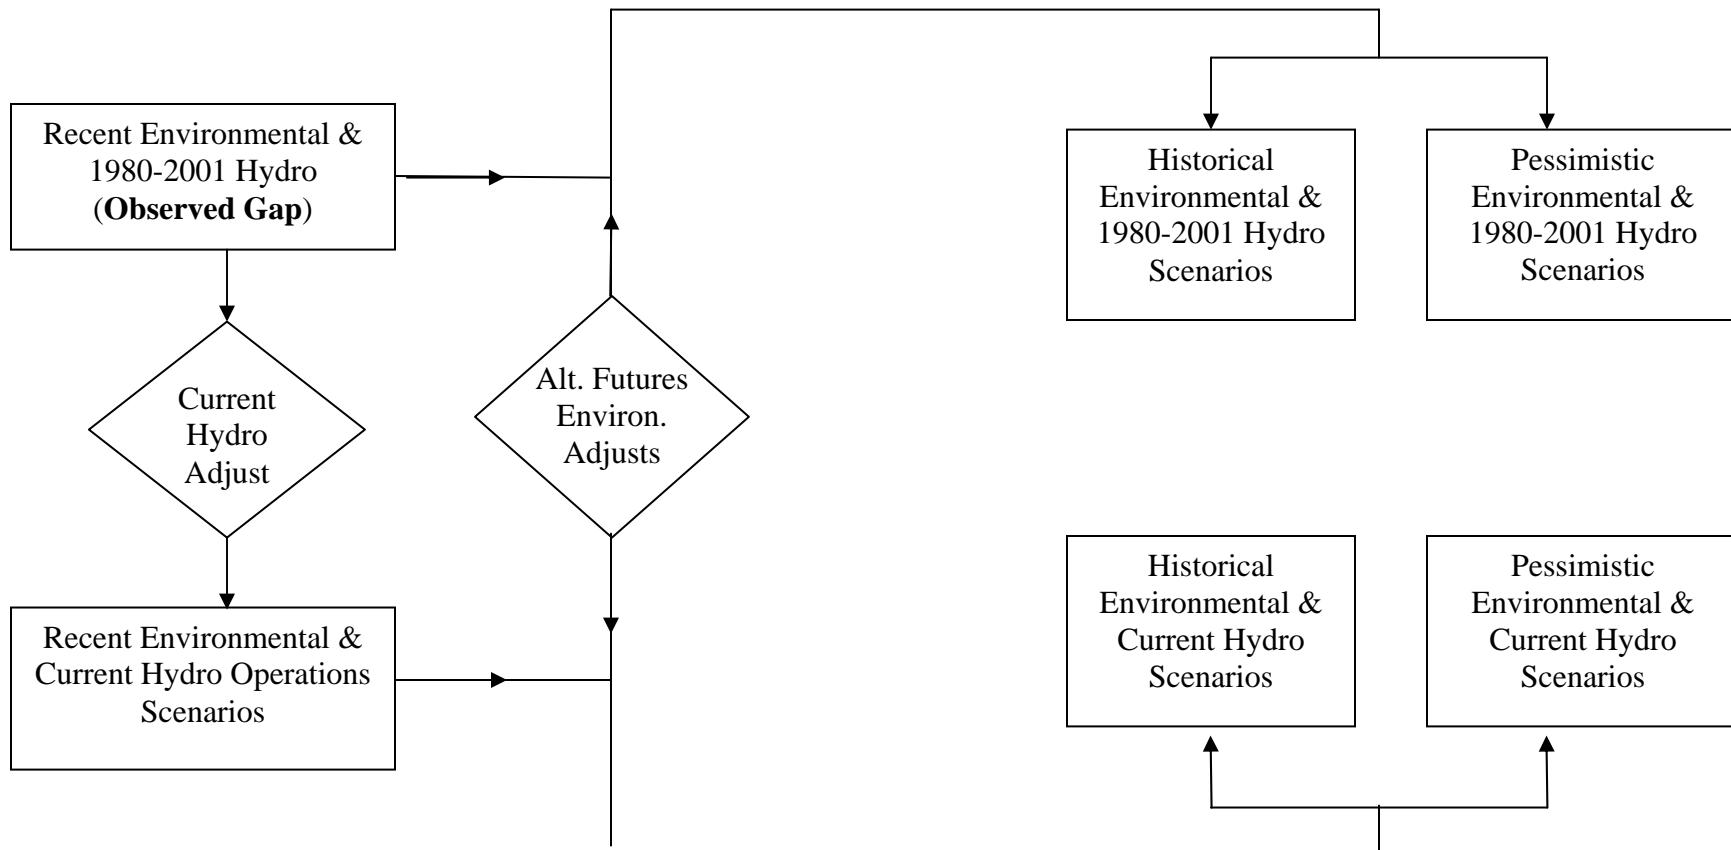 Recent Environmental &
1980-2001 Hydro
(Observed Gap)
Current
Hydro
Adjust
Recent Environmental &
Current Hydro Operations
Scenarios
Alt. Futures
Environ.
Adjusts
Historical
Environmental &
1980-2001 Hydro
Scenarios
Pessimistic
Environmental &
1980-2001 Hydro
Scenarios
Historical
Environmental &
Current Hydro
Scenarios
Pessimistic
Environmental &
Current Hydro
Scenarios